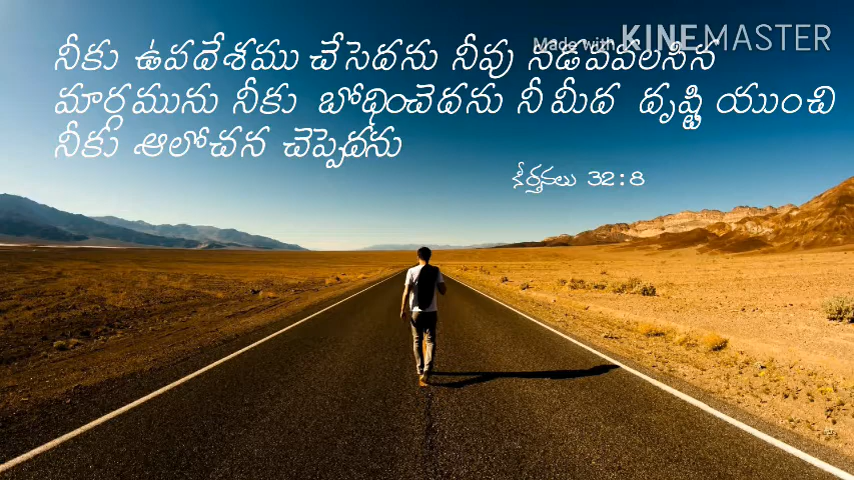 నీకు ఉపదేశము చేసెదను నీవు నడవవలసిన
Made with KINEMASTER
మార్గమును నీకు బోధించెదను నీ మీద దృష్టి యుంచి
నీకు ఆలోచన చెప్పెదను
కీర్తనలు 32:8